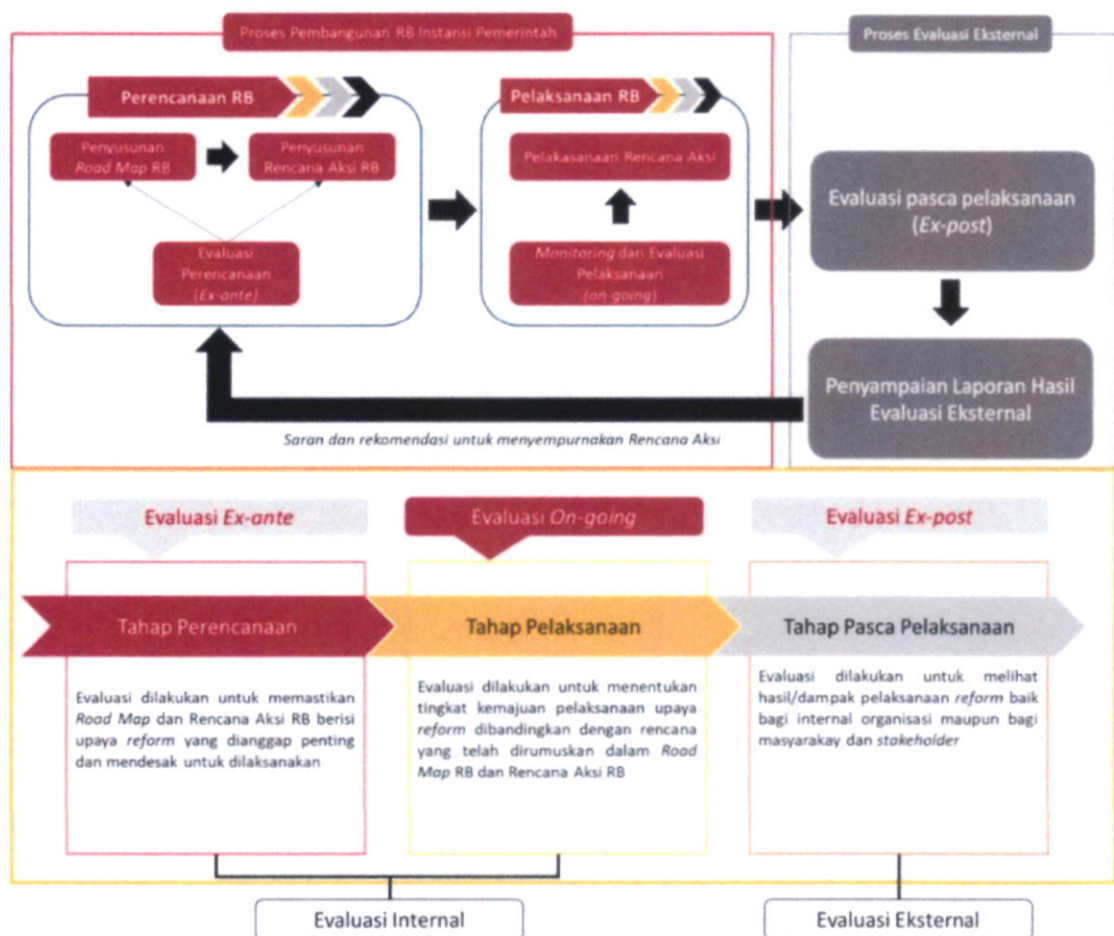 Proses Pembangunan RB Instansi Pemerintah
Proses Evaluasi Eksternal
Perencanaan RB
Pelaksanaan RB
Penyusunan
Road Map RB
Penyusunan
Rencana Aksi RB
Evaluasi
Perencanaan
(Ex-ante)
Pelakasanaan Rencana Aksi
Monitoring dan Evaluasi
Pelaksanaan
(on-going)
Evaluasi pasca pelaksanaan
(Ex-post)
Penyampaian Laporan Hasil
Evaluasi Eksternal
Saran dan rekomendasi untuk menyempurnakan Rencana Aksi
Evaluasi Ex-ante
Evaluasi On-going
Evaluasi Ex-post
Tahap Perencanaan
Tahap Pelaksanaan
Tahap Pasca Pelaksanaan
Evaluasi dilakukan untuk memastikan
Road Map dan Rencana Aksi RB berisi
upaya reform yang dianggap penting
dan mendesak untuk dilaksanakan
Evaluasi dilakukan untuk menentukan
tingkat kemajuan pelaksanaan upaya
reform dibandingkan dengan rencana
yang telah dirumuskan dalam Road
Map RB dan Rencana Aksi RB
Evaluasi dilakukan untuk melihat
hasil/dampak pelaksanaan reform baik
bagi internal organisasi maupun bagi
masyarakay dan stakeholder
Evaluasi Internal
Evaluasi Eksternal